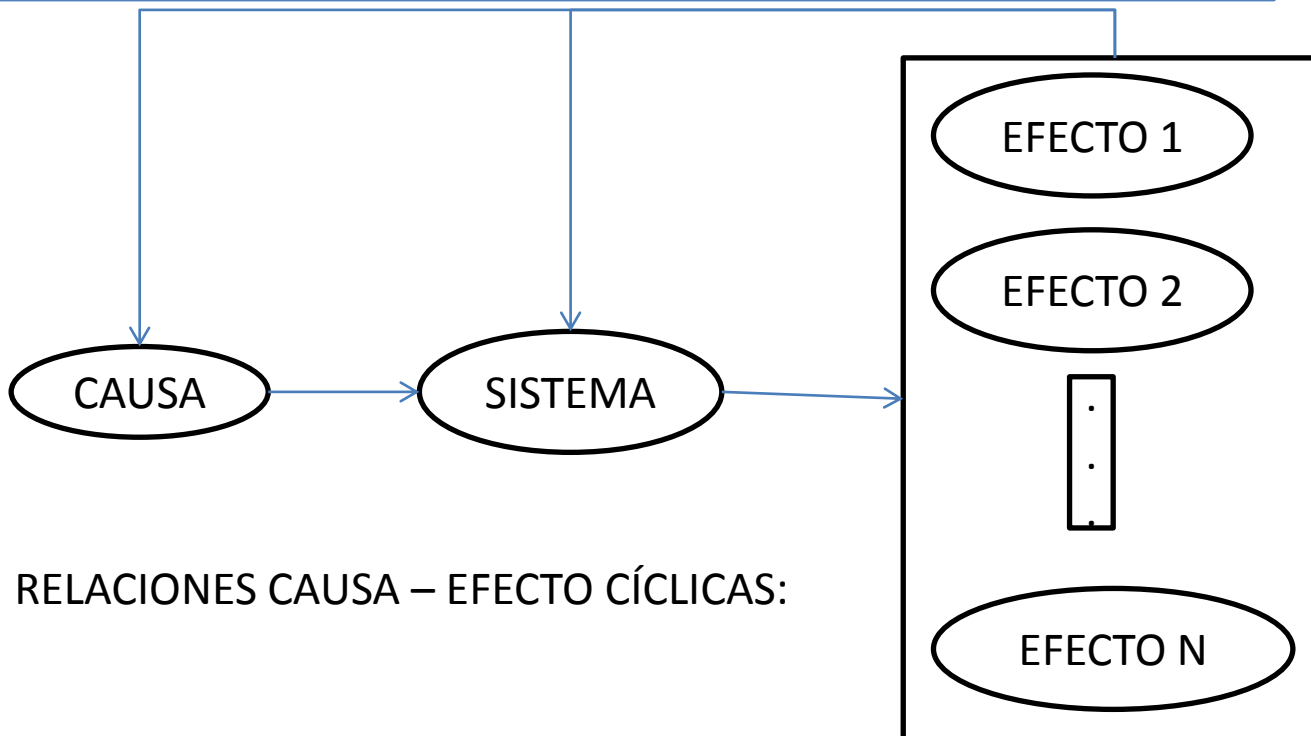 EFECTO 1
EFECTO 2
CAUSA
SISTEMA
.
.
.
RELACIONES CAUSA – EFECTO CÍCLICAS:
EFECTO N